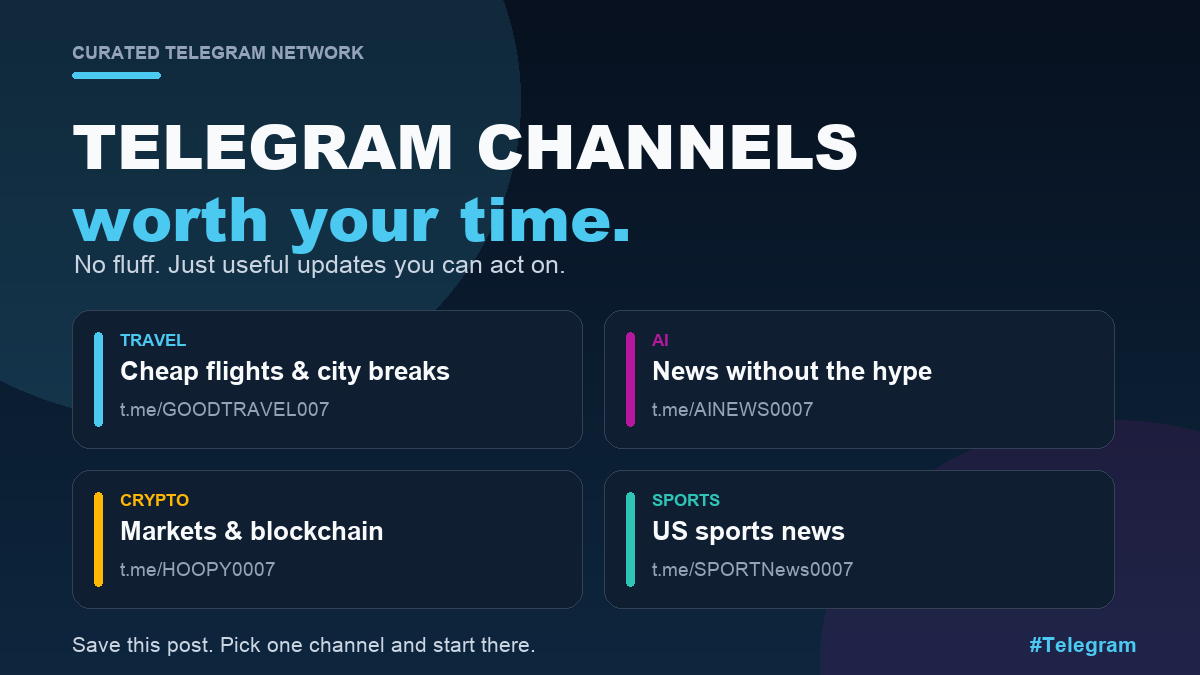 CURATED TELEGRAM NETWORK
TELEGRAM CHANNELS
worth your time.
No fluff. Just useful updates you can act on.
TRAVEL
Cheap flights & city breaks
t.me/GOODTRAVEL007
AI
News without the hype
t.me/AINEWS0007
CRYPTO
Markets & blockchain
t.me/HOOPY0007
SPORTS
US sports news
t.me/SPORTNews0007
Save this post. Pick one channel and start there.
#Telegram